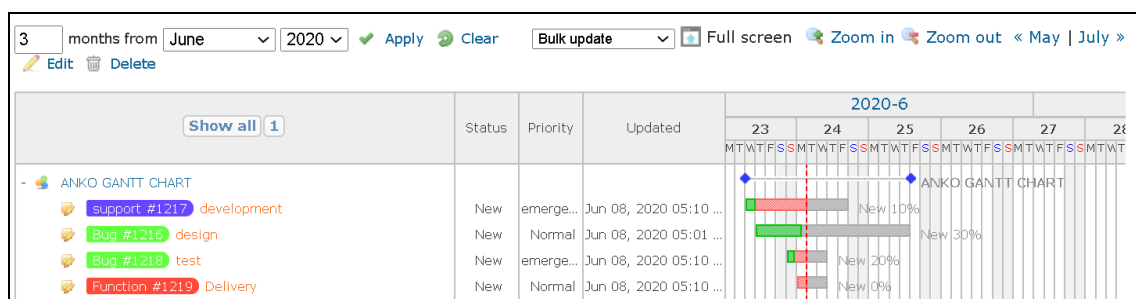 3 months from June 2020 Apply Clear Bulk update Full screen Zoom in Zoom out « May | July »
Edit Delete
2020-6
Show all 1 Status Priority Updated 23 24 25 26 27 28
M T W T F S S M T W T F S S M T W T F S S M T W T F S S M T W T F S S M T W T
- ANKO GANTT CHART ANKO GANTT CHART
support #1217 development New emerge... Jun 08, 2020 05:10 ... New 10%
Bug #1216 design New Normal Jun 08, 2020 05:01 ... New 30%
Bug #1218 test New emerge... Jun 08, 2020 05:10 ... New 20%
Function #1219 Delivery New Normal Jun 08, 2020 05:10 ... New 0%